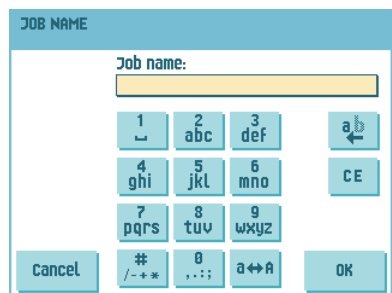 JOB NAME
Job name:
1 2 3
␣ abc def ab
4 5 6
ghi jkl mno CE
7 8 9
pqrs tuv wxyz
# 0
Cancel /-+* ,.:; a↔A OK